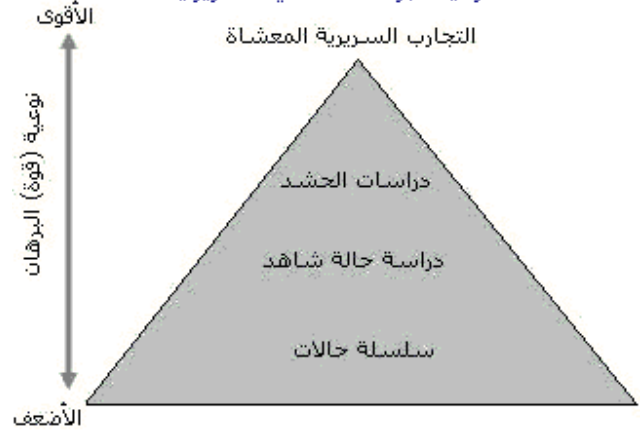 الأقوى
التجارب السريرية المعشاة
نوعية (قوة) البرهان
دراسات الحشد
دراسة حالة شاهد
سلسلة حالات
الأضعف